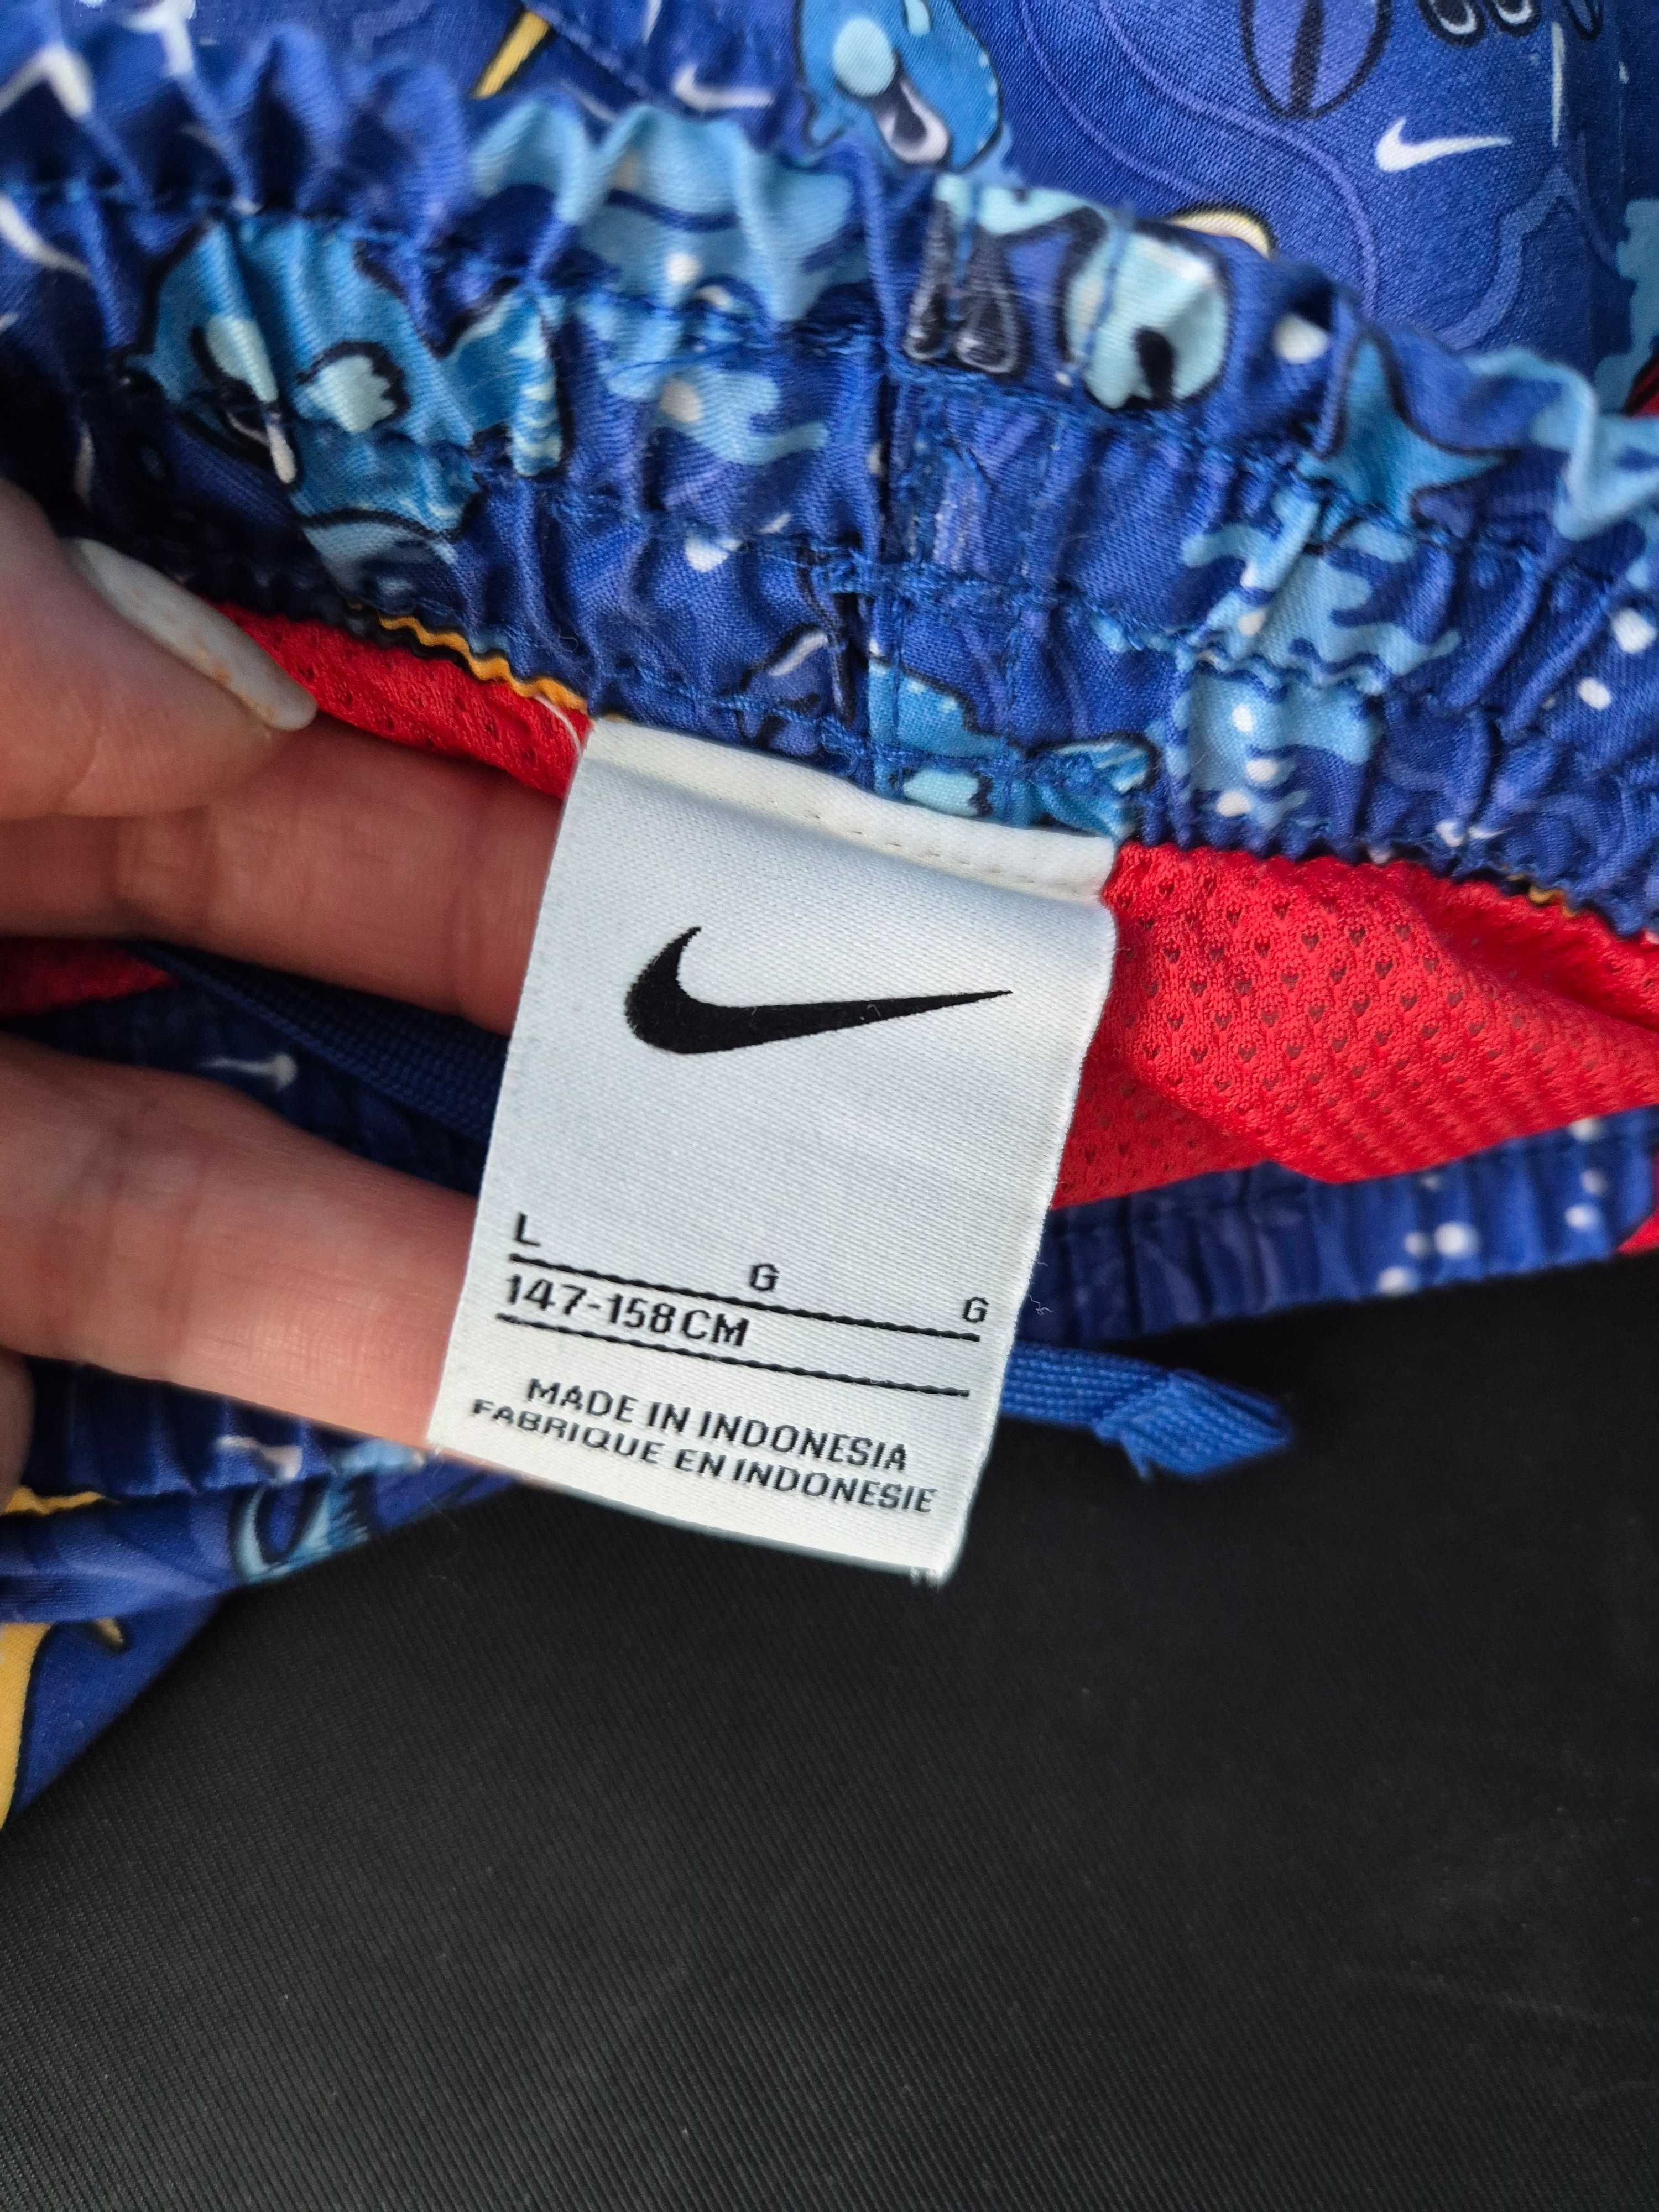 L G G
147-158CM
MADE IN INDONESIA
FABRIQUE EN INDONESIE